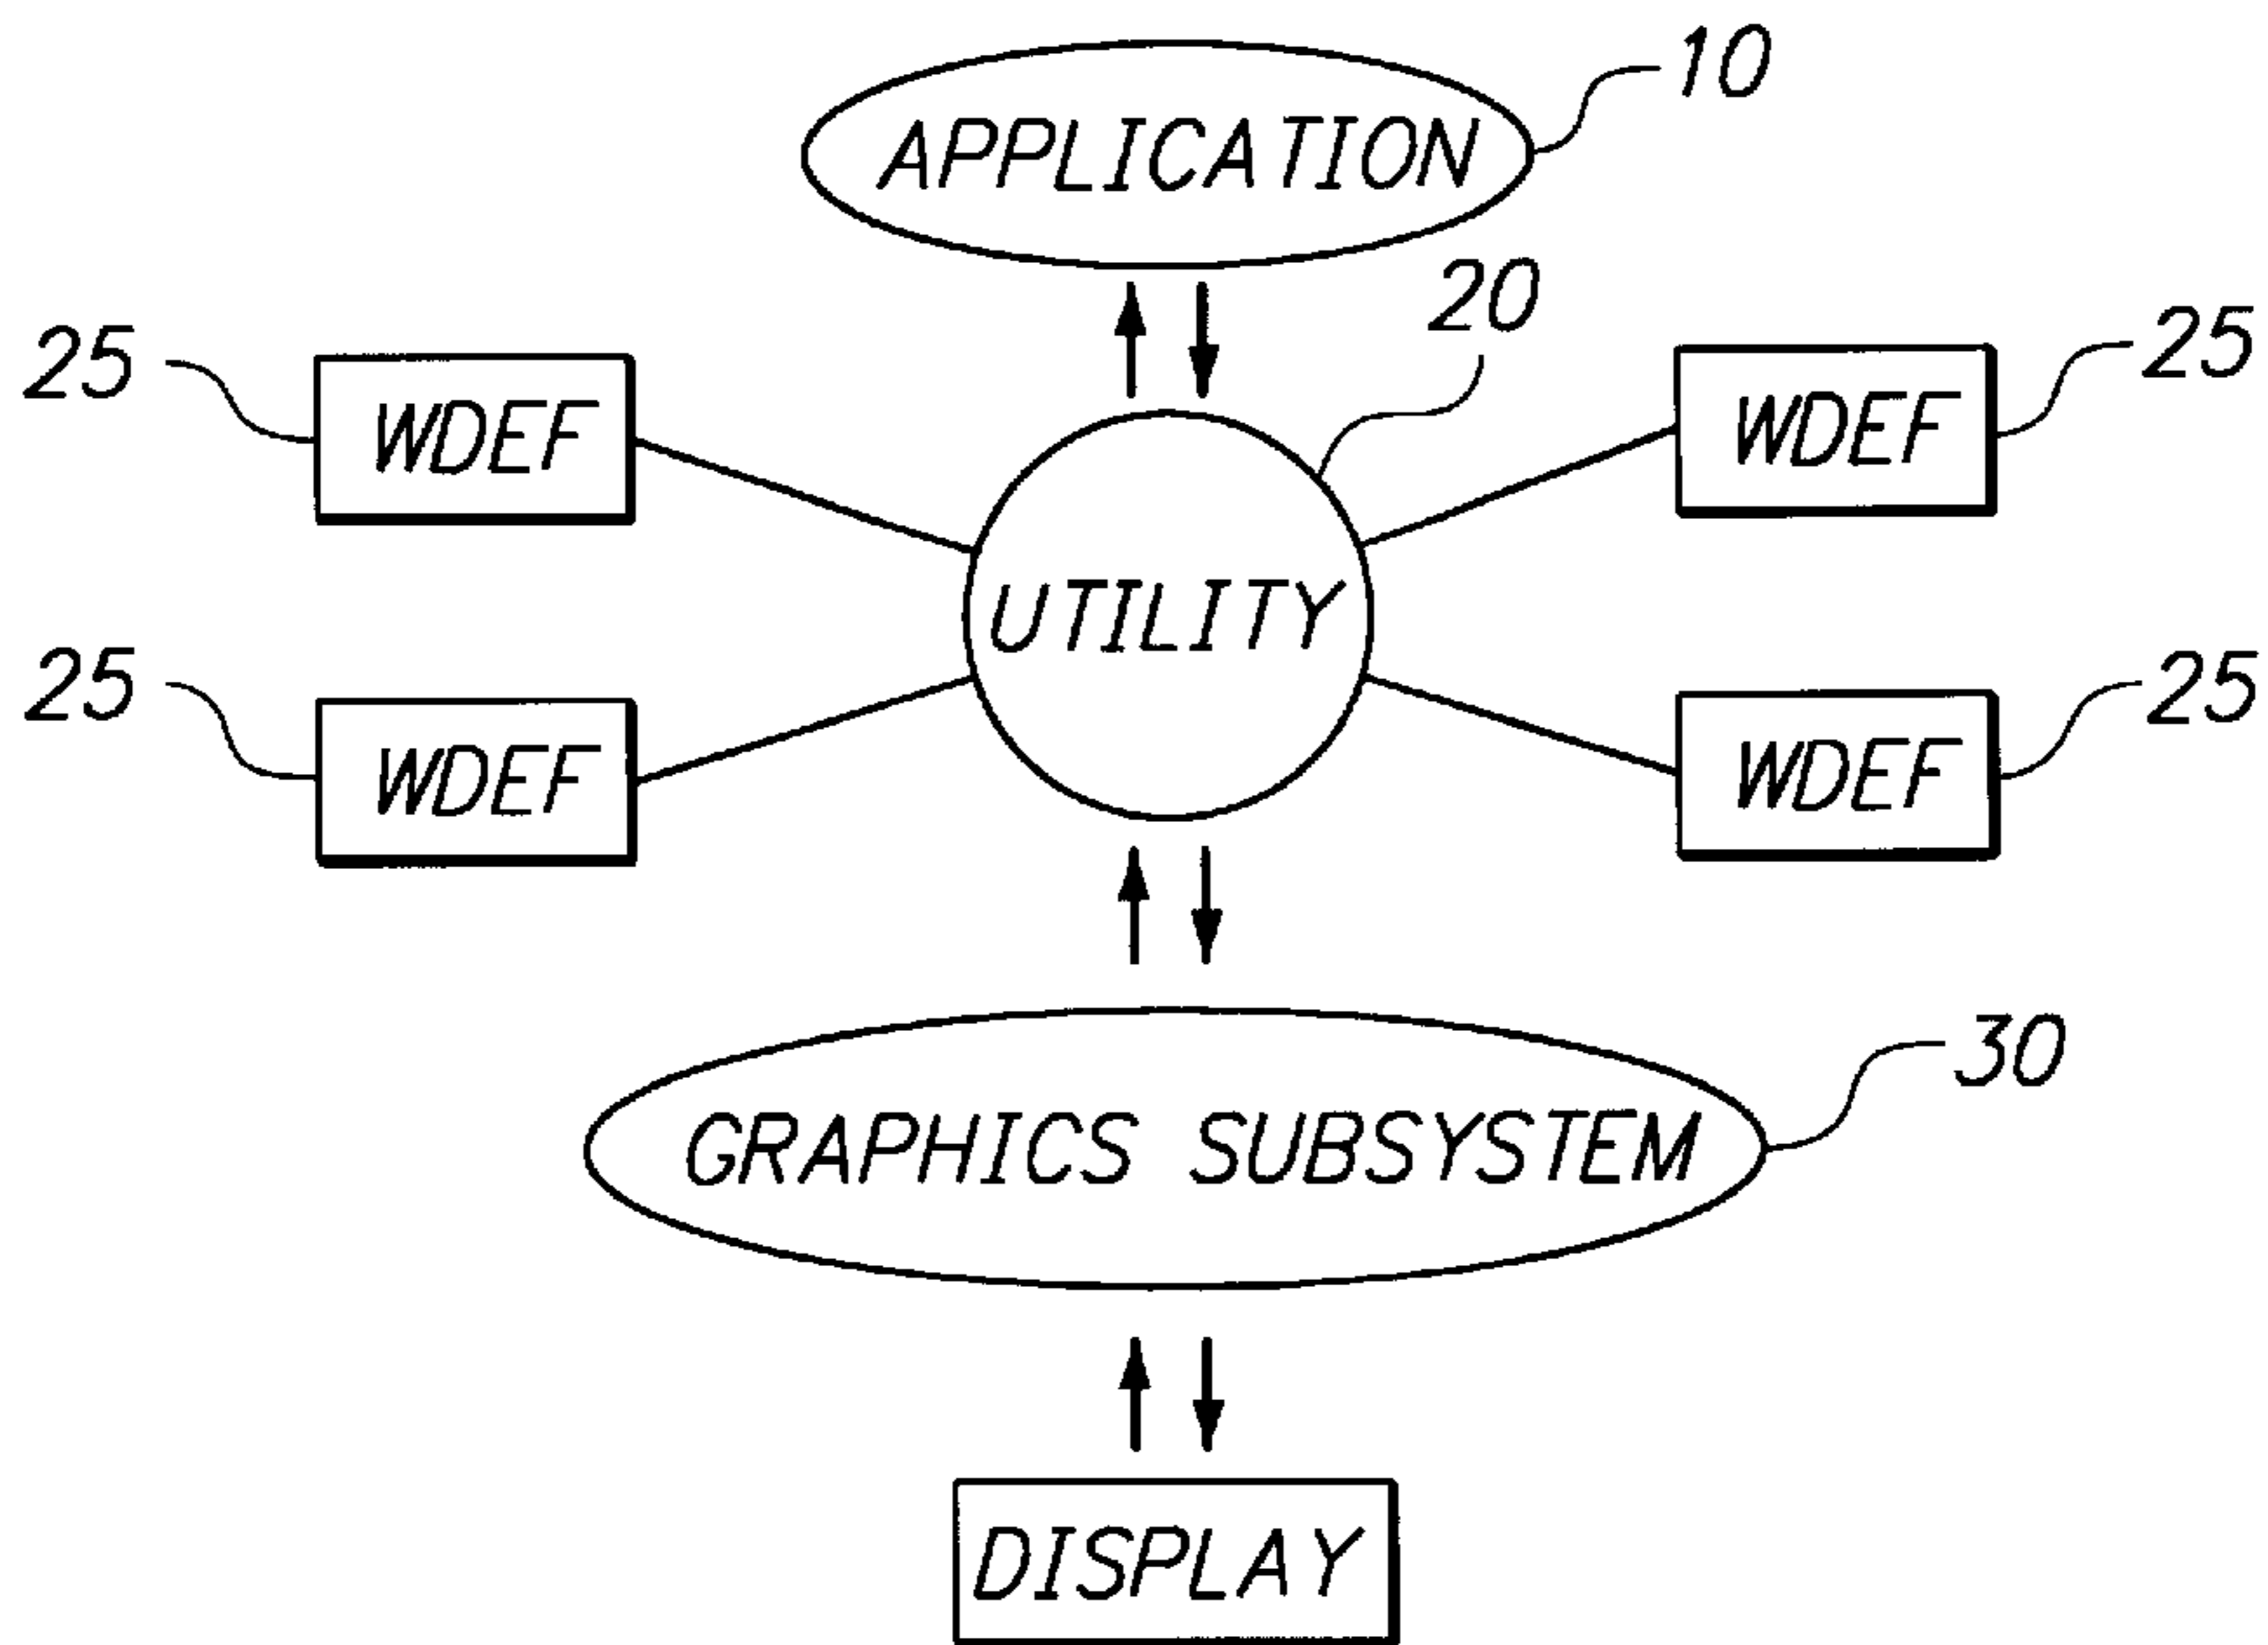 10
APPLICATION
20
25
WDEF
WDEF
25
UTILITY
25
WDEF
WDEF
25
30
GRAPHICS SUBSYSTEM
DISPLAY